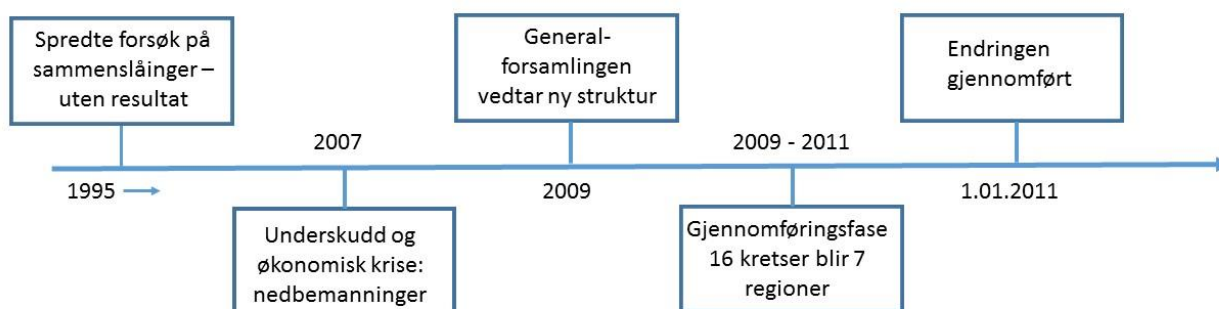 Spredte forsøk på
sammenslåinger –
uten resultat
1995
2007
Underskudd og
økonomisk krise:
nedbemanninger
General-
forsamlingen
vedtar ny struktur
2009
2009 - 2011
Gjennomføringsfase
16 kretser blir 7
regioner
Endringen
gjennomført
1.01.2011